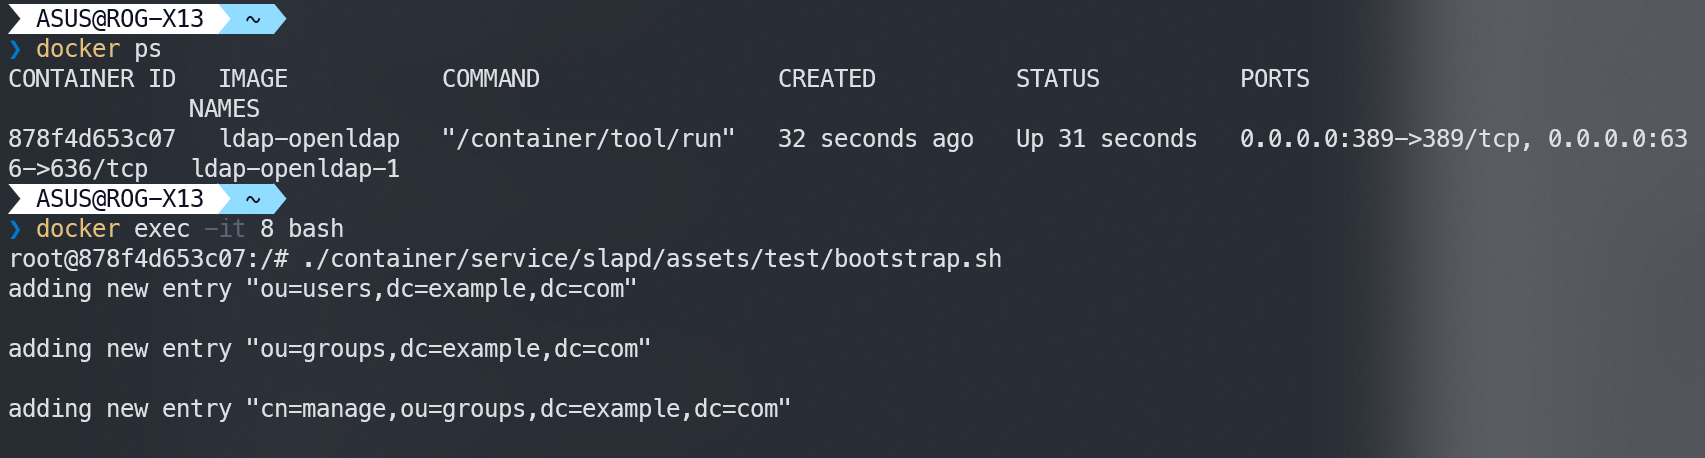 ASUS@ROG-X13 ~
❯ docker ps
CONTAINER ID   IMAGE           COMMAND                 CREATED          STATUS          PORTS
             NAMES
878f4d653c07   ldap-openldap   "/container/tool/run"   32 seconds ago   Up 31 seconds   0.0.0.0:389->389/tcp, 0.0.0.0:63
6->636/tcp   ldap-openldap-1
ASUS@ROG-X13 ~
❯ docker exec -it 8 bash
root@878f4d653c07:/# ./container/service/slapd/assets/test/bootstrap.sh
adding new entry "ou=users,dc=example,dc=com"
adding new entry "ou=groups,dc=example,dc=com"
adding new entry "cn=manage,ou=groups,dc=example,dc=com"